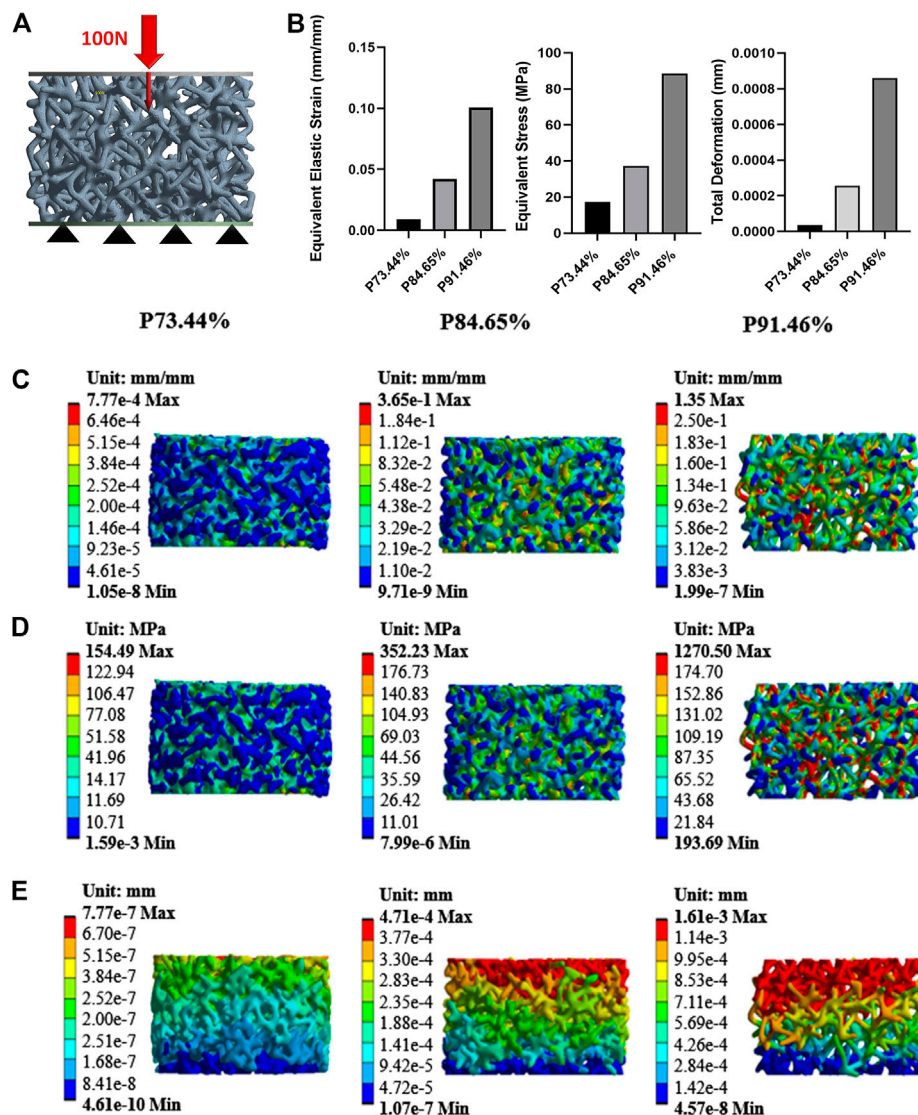 A
100N
B
Equivalent Elastic Strain (mm/mm)
0.15
0.10
0.05
0.00
P73.44%
P84.65%
P91.46%
Equivalent Stress (MPa)
100
80
60
40
20
0
P73.44%
P84.65%
P91.46%
Total Deformation (mm)
0.0010
0.0008
0.0006
0.0004
0.0002
0.0000
P73.44%
P84.65%
P91.46%
P73.44%
P84.65%
P91.46%
C
Unit: mm/mm
7.77e-4 Max
6.46e-4
5.15e-4
3.84e-4
2.52e-4
2.00e-4
1.46e-4
9.23e-5
4.61e-5
1.05e-8 Min
Unit: mm/mm
3.65e-1 Max
1.84e-1
1.12e-1
8.32e-2
5.48e-2
4.38e-2
3.29e-2
2.19e-2
1.10e-2
9.71e-9 Min
Unit: mm/mm
1.35 Max
2.50e-1
1.83e-1
1.60e-1
1.34e-1
9.63e-2
5.86e-2
3.12e-2
3.83e-3
1.99e-7 Min
D
Unit: MPa
154.49 Max
122.94
106.47
77.08
51.58
41.96
14.17
11.69
10.71
1.59e-3 Min
Unit: MPa
352.23 Max
176.73
140.83
104.93
69.03
44.56
35.59
26.42
11.01
7.99e-6 Min
Unit: MPa
1270.50 Max
174.70
152.86
131.02
109.19
87.35
65.52
43.68
21.84
193.69 Min
E
Unit: mm
7.77e-7 Max
6.70e-7
5.15e-7
3.84e-7
2.52e-7
2.00e-7
2.51e-7
1.68e-7
8.41e-8
4.61e-10 Min
Unit: mm
4.71e-4 Max
3.77e-4
3.30e-4
2.83e-4
2.35e-4
1.88e-4
1.41e-4
9.42e-5
4.72e-5
1.07e-7 Min
Unit: mm
1.61e-3 Max
1.14e-3
9.95e-4
8.53e-4
7.11e-4
5.69e-4
4.26e-4
2.84e-4
1.42e-4
4.57e-8 Min